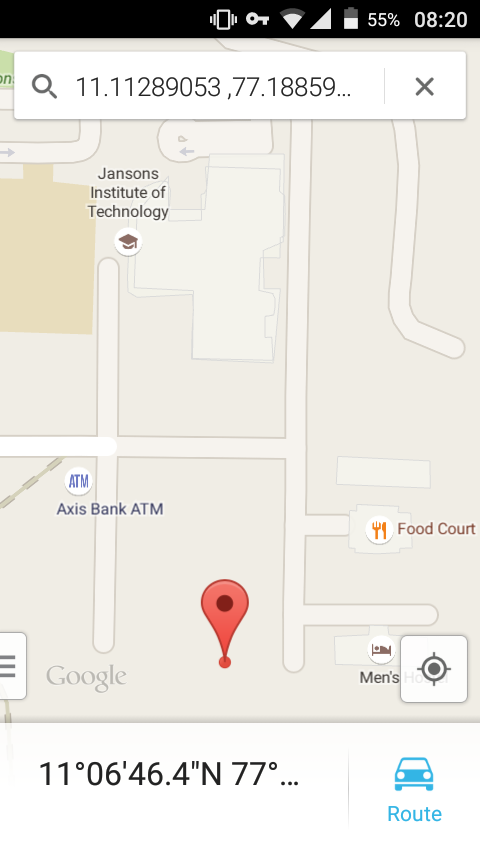 55% 08:20
11.11289053 ,77.18859...
Jansons
Institute of
Technology
ATM
Axis Bank ATM
Food Court
Men's
Google
11°06'46.4"N 77°...
Route